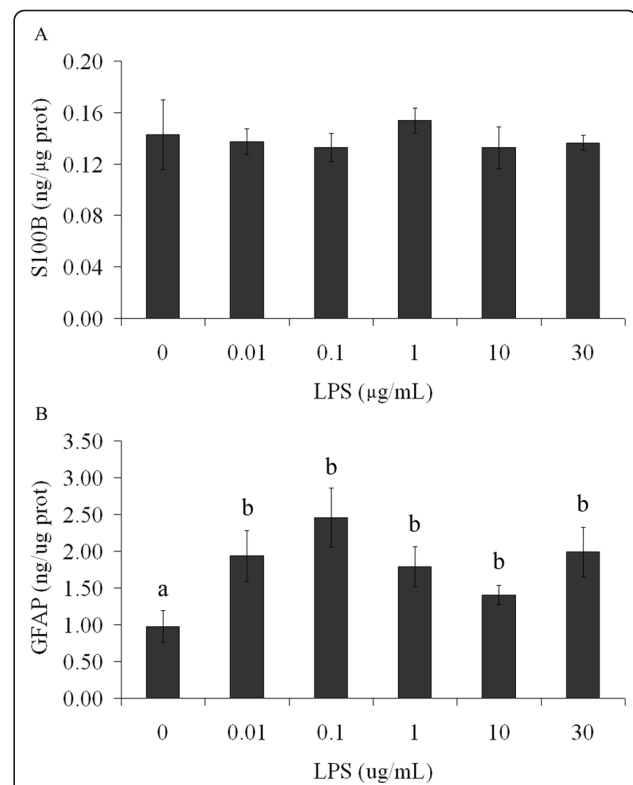 A
0.20
0.16
0.12
0.08
0.04
0.00
S100B (ng/µg prot)
0 0.01 0.1 1 10 30
LPS (µg/mL)
B
3.50
3.00
2.50
2.00
1.50
1.00
0.50
0.00
GFAP (ng/ug prot)
a b b b b b
0 0.01 0.1 1 10 30
LPS (ug/mL)